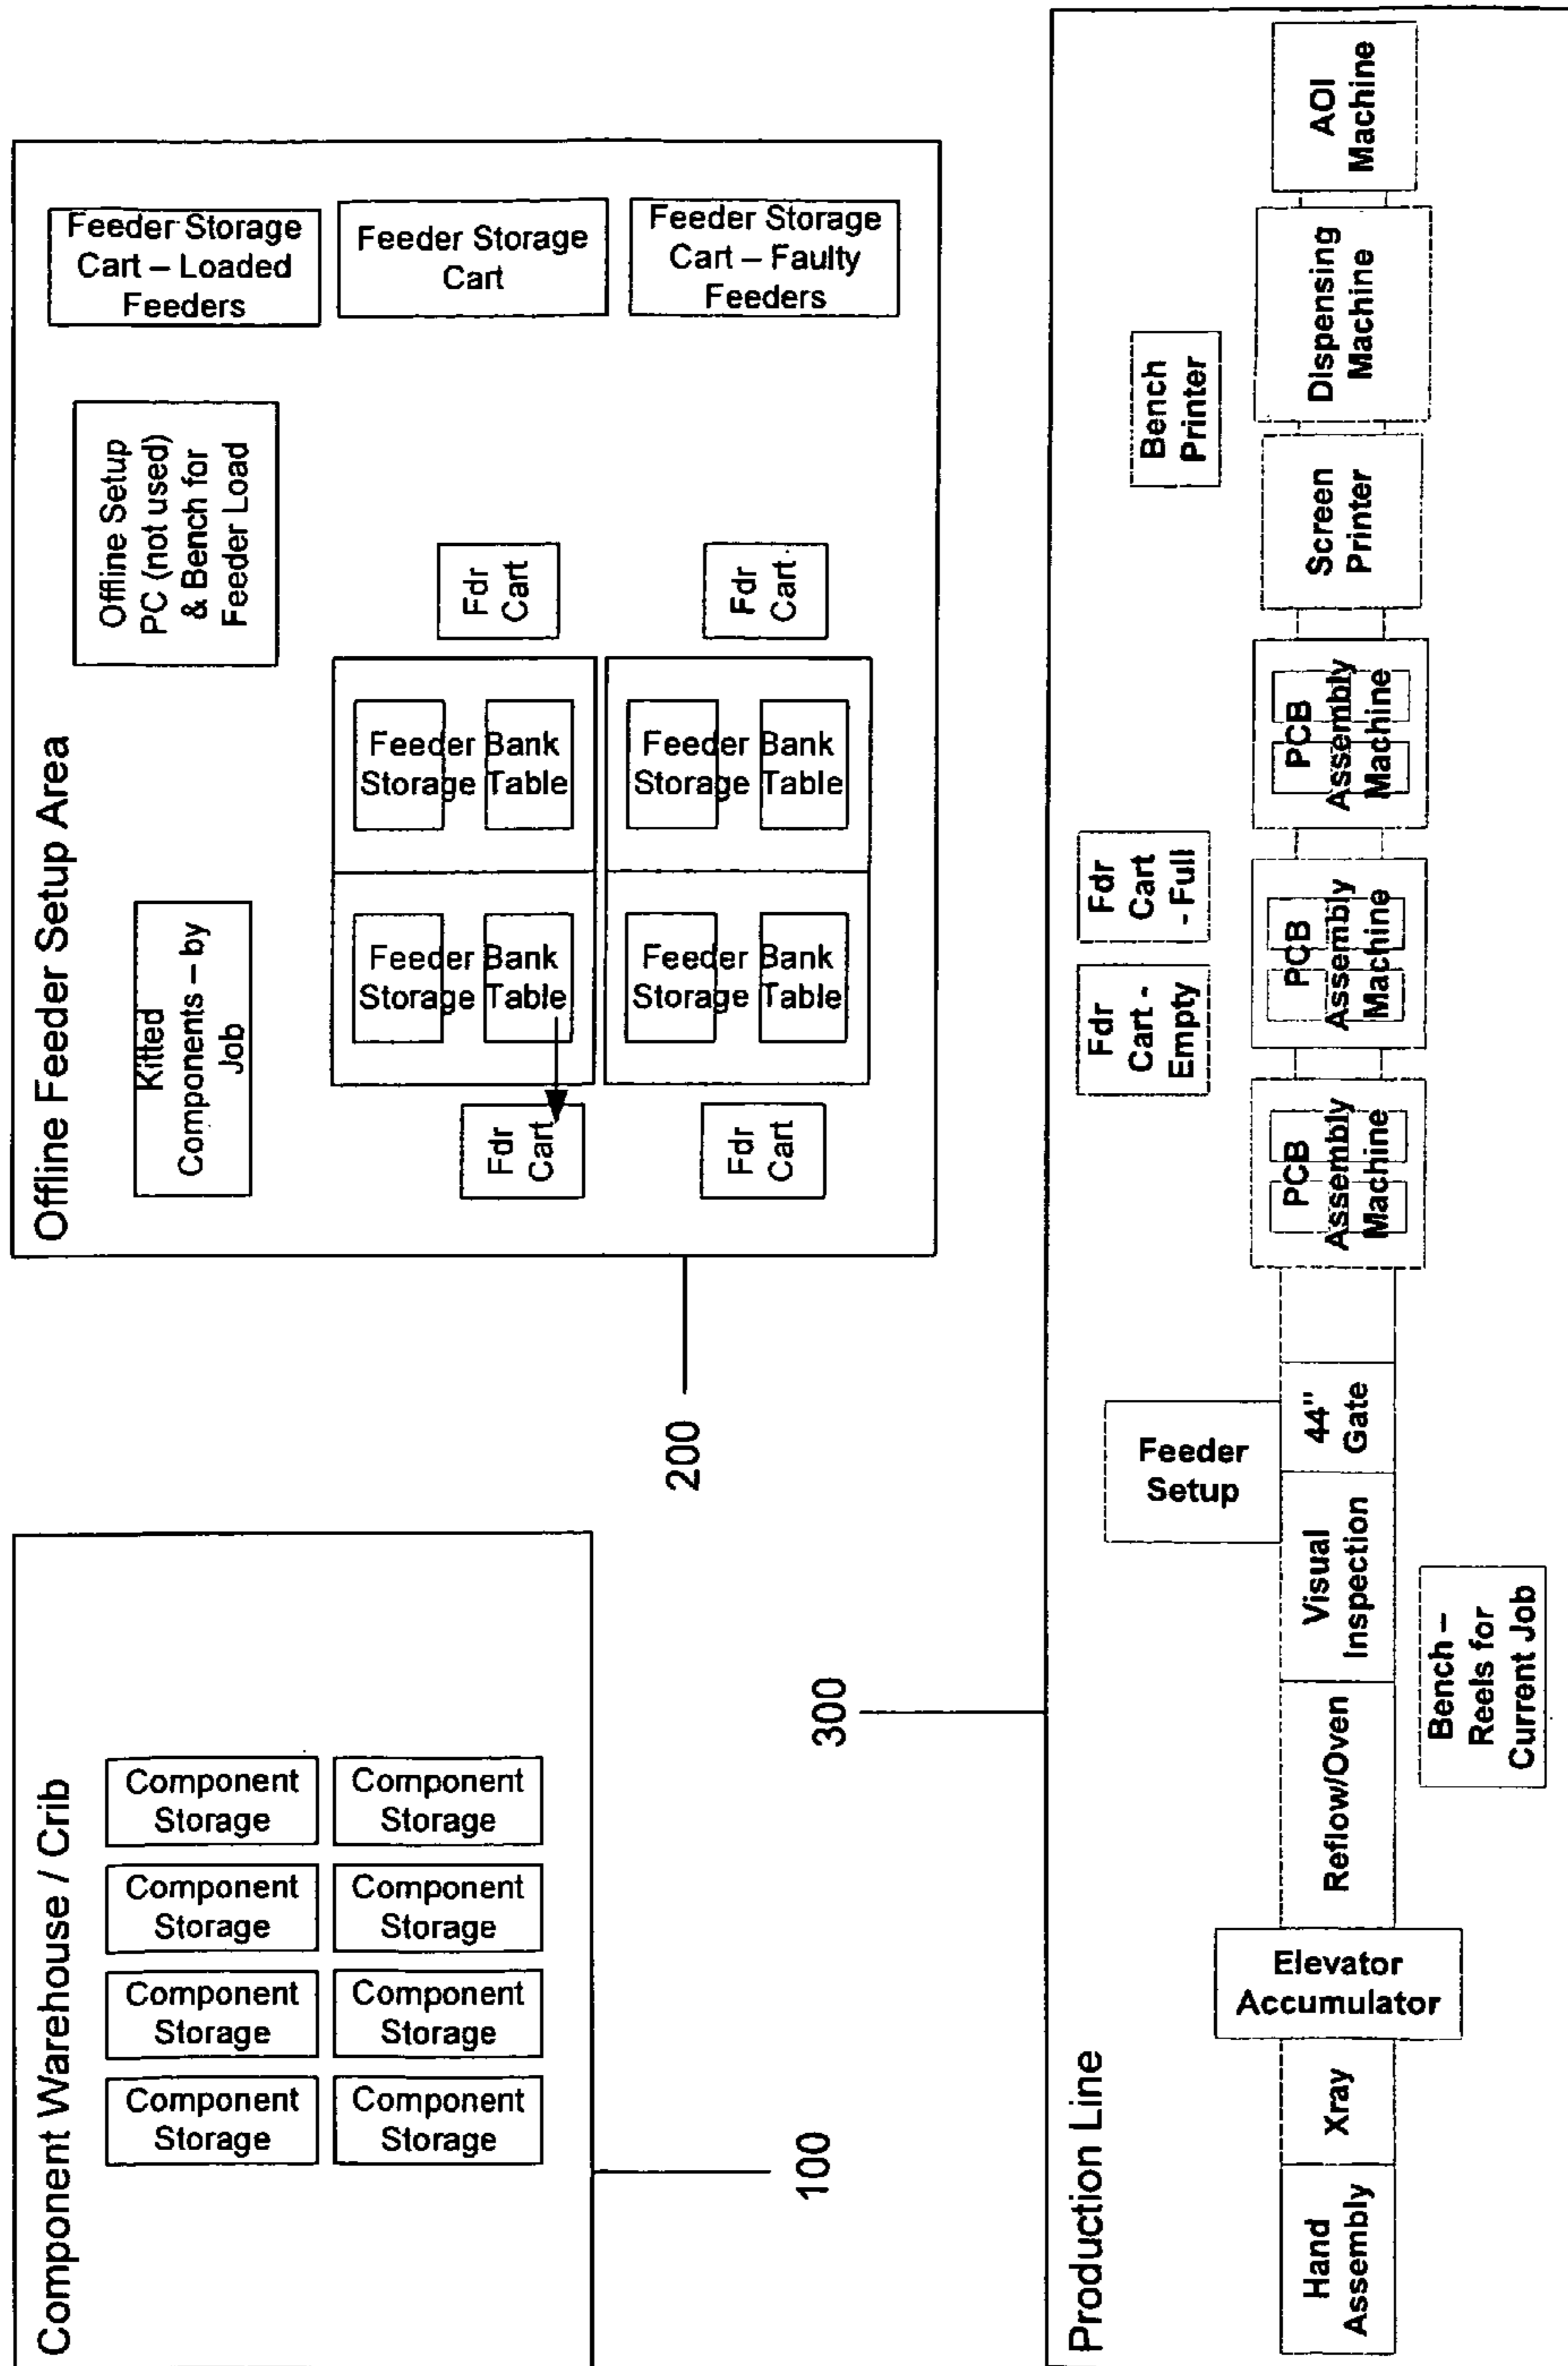 Component Warehouse / Crib
Component
Storage
Component
Storage
Component
Storage
Component
Storage
Component
Storage
Component
Storage
Component
Storage
Component
Storage
100
Offline Feeder Setup Area
Kitted
Components – by
Job
Offline Setup
PC (not used)
& Bench for
Feeder Load
Feeder Storage
Cart – Loaded
Feeders
Feeder Storage
Cart
Feeder Storage
Cart – Faulty
Feeders
Feeder Bank
Storage Table
Feeder Bank
Storage Table
Feeder Bank
Storage Table
Feeder Bank
Storage Table
Fdr
Cart
Fdr
Cart
Fdr
Cart
Fdr
Cart
200
300
Production Line
Hand
Assembly
Xray
Elevator
Accumulator
Reflow/Oven
Visual
Inspection
44"
Gate
Feeder
Setup
Bench –
Reels for
Current Job
PCB
Assembly
Machine
PCB
Assembly
Machine
PCB
Assembly
Machine
Fdr
Cart -
Empty
Fdr
Cart
- Full
Screen
Printer
Bench
Printer
Dispensing
Machine
AOI
Machine